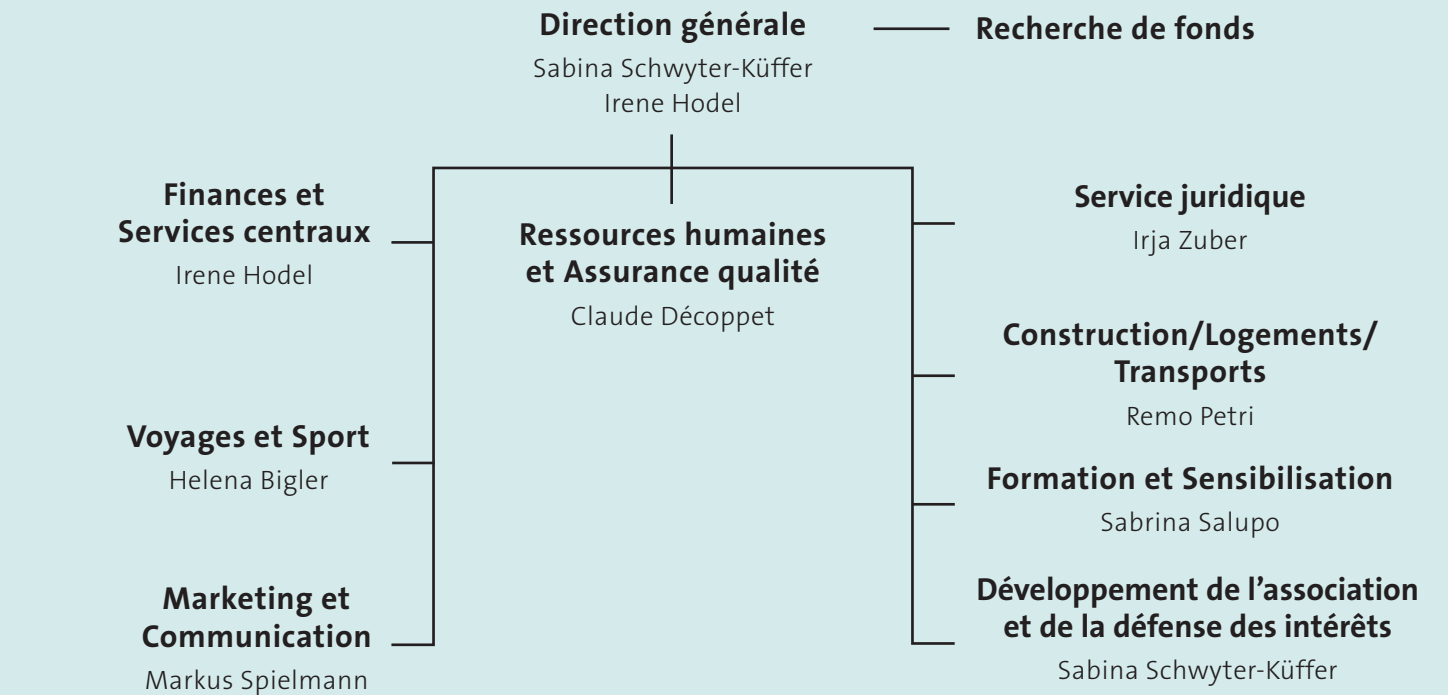 Direction générale
Sabina Schwyter-Küffer
Irene Hodel
Recherche de fonds
Finances et
Services centraux
Irene Hodel
Voyages et Sport
Helena Bigler
Marketing et
Communication
Markus Spielmann
Ressources humaines
et Assurance qualité
Claude Décoppet
Service juridique
Irja Zuber
Construction/Logements/
Transports
Remo Petri
Formation et Sensibilisation
Sabrina Salupo
Développement de l’association
et de la défense des intérêts
Sabina Schwyter-Küffer